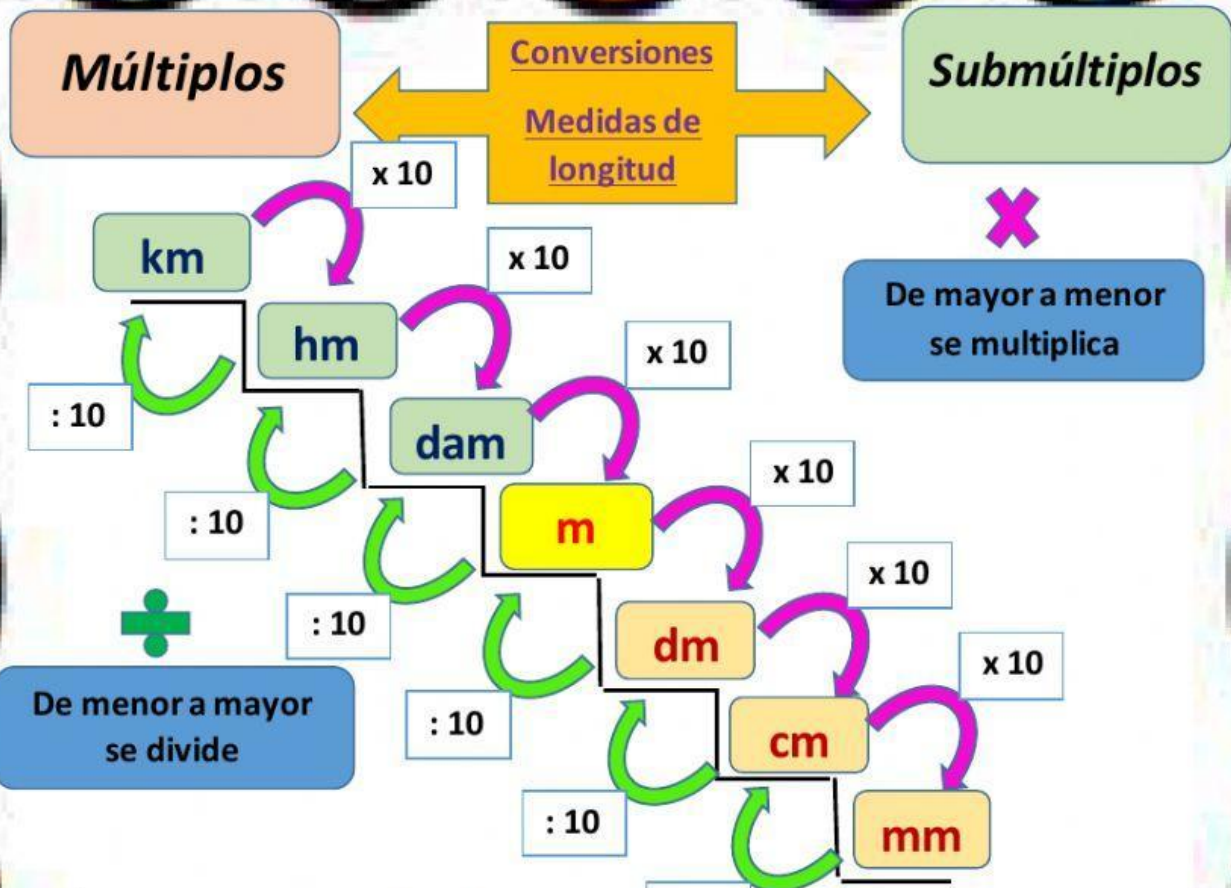 Múltiplos
Conversiones
Medidas de
longitud
Submúltiplos
x 10
km
x 10
De mayor a menor
se multiplica
hm
x 10
: 10
dam
x 10
: 10
m
x 10
: 10
dm
x 10
De menor a mayor
se divide
: 10
cm
: 10
mm